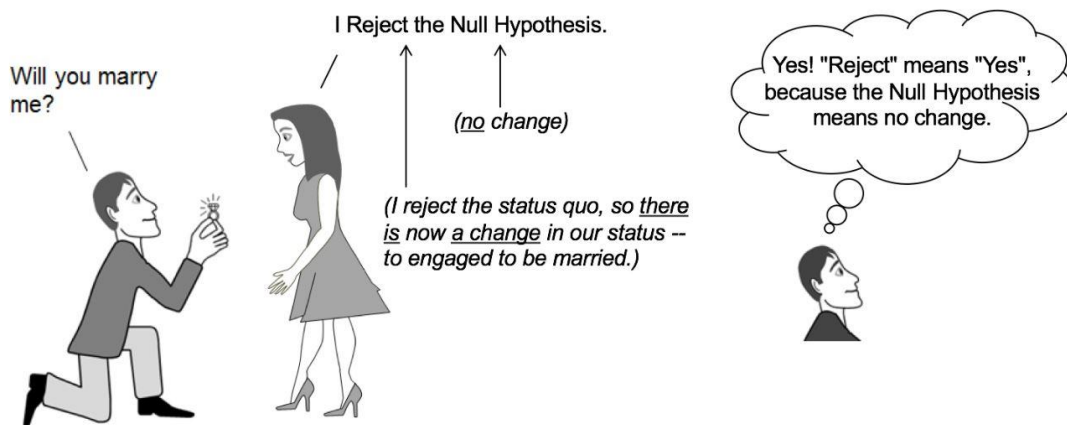 Will you marry
me?
I Reject the Null Hypothesis.
(no change)
(I reject the status quo, so there
is now a change in our status --
to engaged to be married.)
Yes! "Reject" means "Yes",
because the Null Hypothesis
means no change.